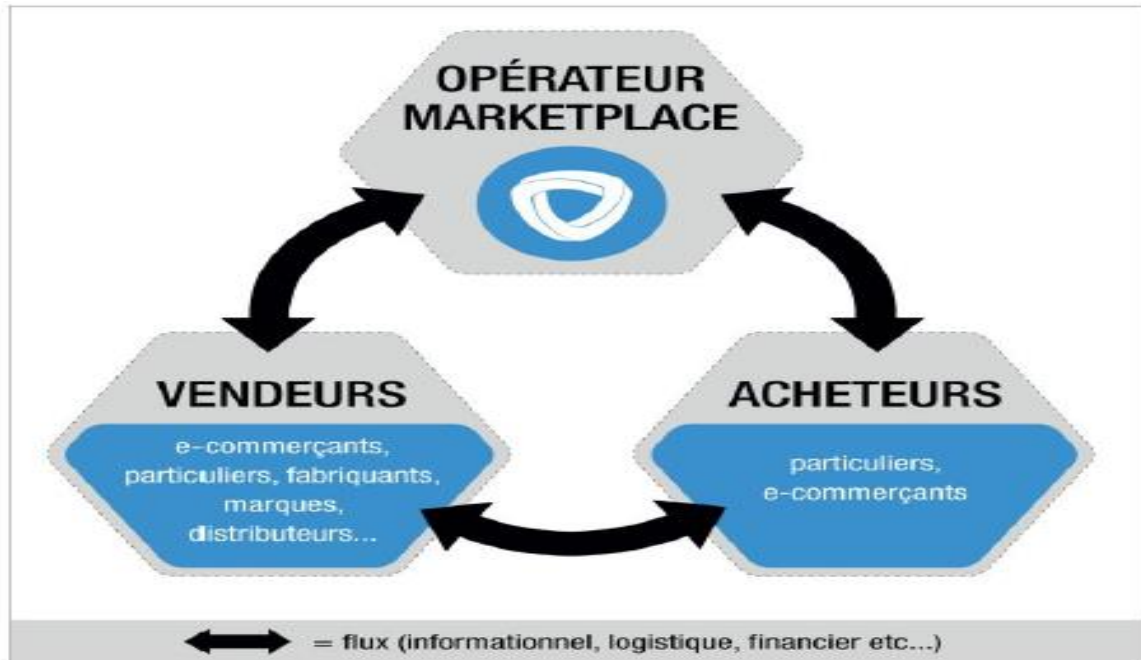 OPÉRATEUR
MARKETPLACE
VENDEURS
e-commerçants,
particuliers, fabriquants,
marques,
distributeurs...
ACHETEURS
particuliers,
e-commerçants
= flux (informationnel, logistique, financier etc...)